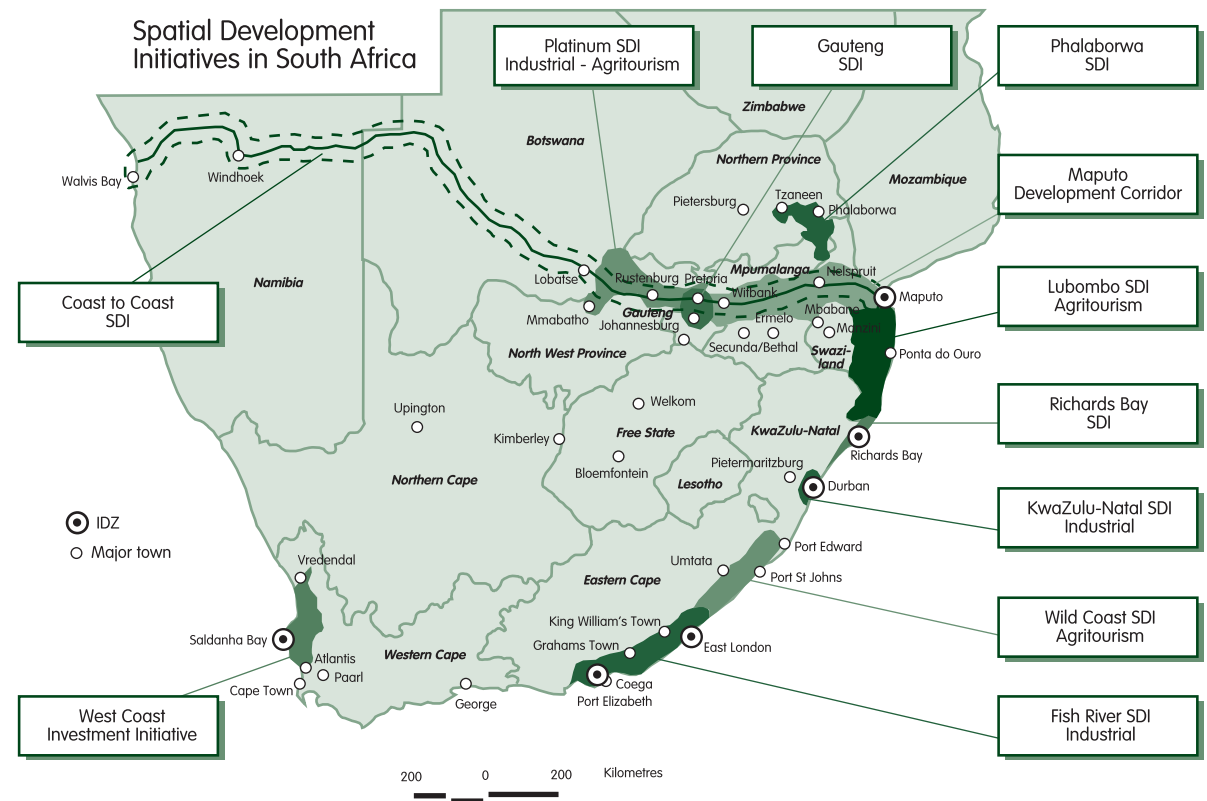 Spatial Development
Initiatives in South Africa
Platinum SDI
Industrial - Agritourism
Gauteng
SDI
Phalaborwa
SDI
Zimbabwe
Botswana
Northern Province
Mozambique
Maputo
Development Corridor
Walvis Bay
Windhoek
Tzaneen
Pietersburg
Phalaborwa
Namibia
Lobatse
Rustenburg
Pretoria
Mpumalanga
Nelspruit
Witbank
Maputo
Lubombo SDI
Agritourism
Coast to Coast
SDI
Mmabatho
Gauteng
Johannesburg
Ermelo
Mbabane
Manzini
Secunda/Bethal
North West Province
Swazi-
land
Ponta do Ouro
Upington
Welkom
Richards Bay
SDI
Kimberley
Free State
KwaZulu-Natal
Richards Bay
Bloemfontein
Pietermaritzburg
Northern Cape
Lesotho
Durban
KwaZulu-Natal SDI
Industrial
IDZ
Major town
Vredendal
Umtata
Port Edward
Eastern Cape
Port St Johns
King William's Town
Wild Coast SDI
Agritourism
Saldanha Bay
Grahams Town
East London
Atlantis
Western Cape
Paarl
Cape Town
Coega
George
Port Elizabeth
West Coast
Investment Initiative
Fish River SDI
Industrial
200 0 200 Kilometres